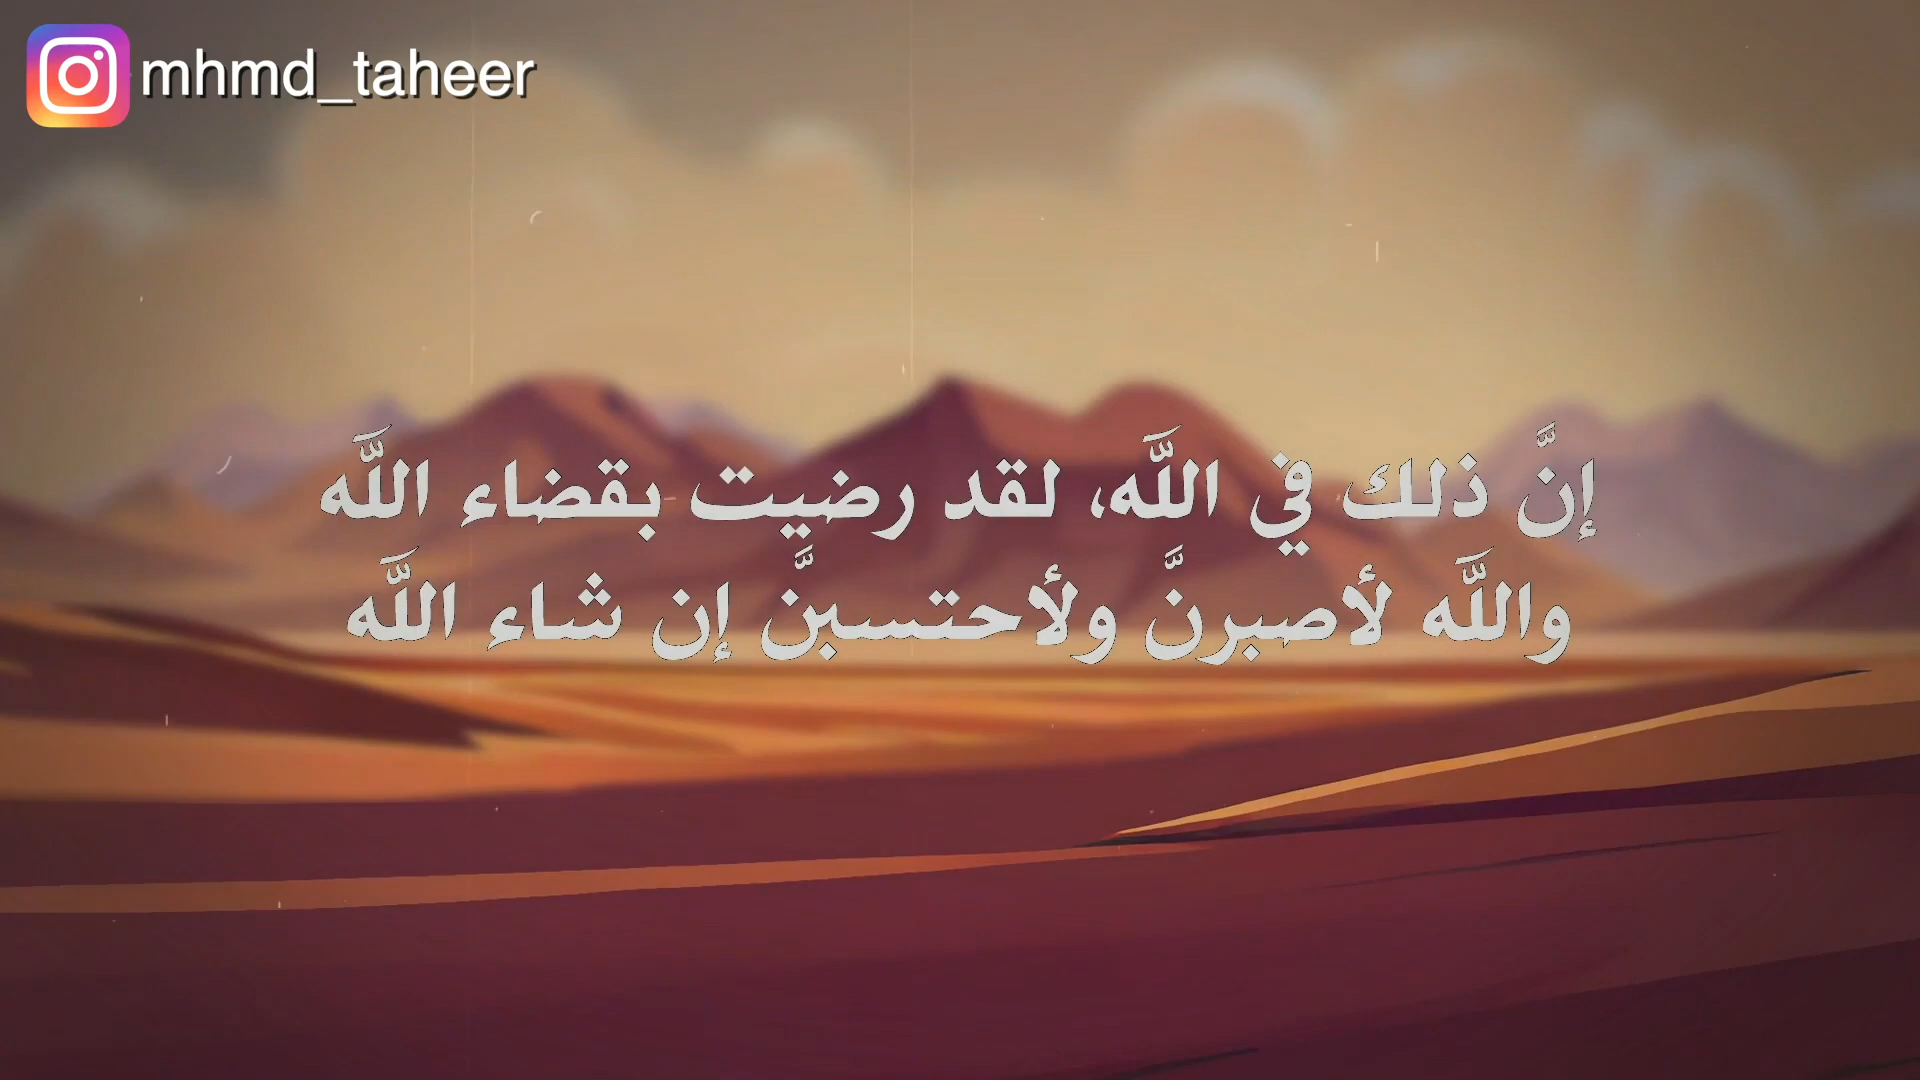 mhmd_taheer
إنَّ ذلك في اللَّه، لقد رضيت بقضاء اللَّه
واللَّه لأصبرنَّ ولأحتسبنَّ إن شاء اللَّه